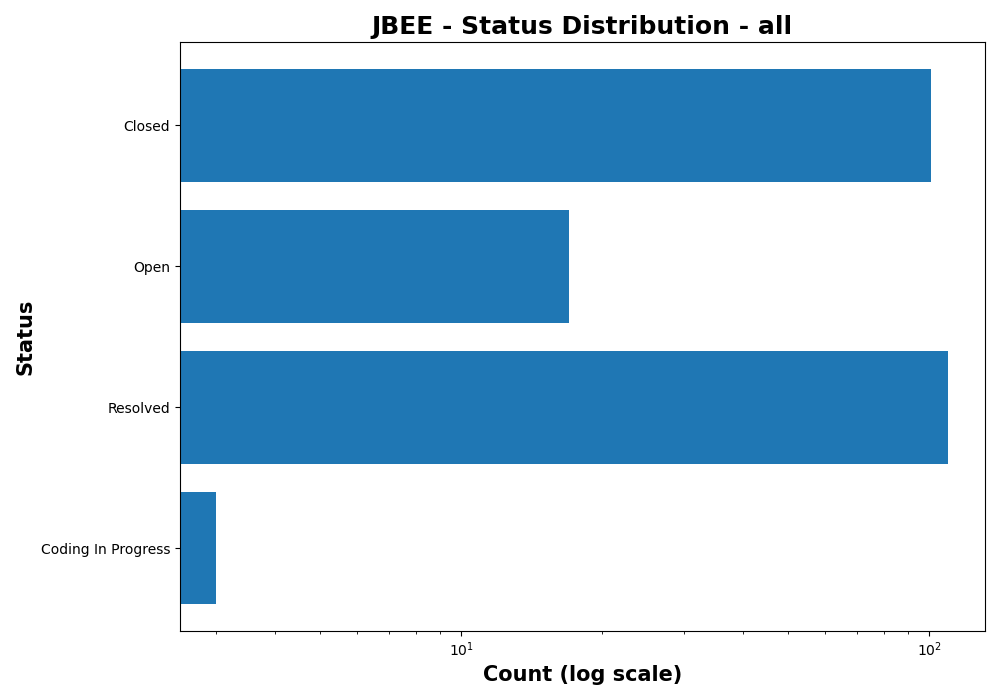 JBEE - Status Distribution - all
Status
Closed
Open
Resolved
Coding In Progress
10¹
10²
Count (log scale)